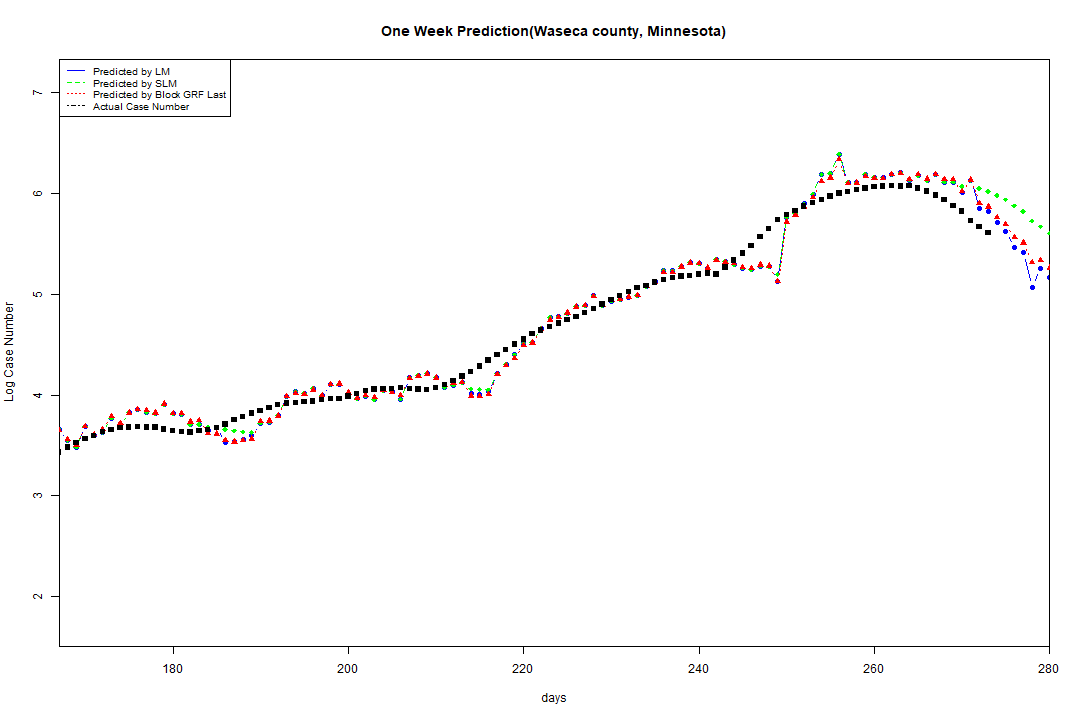 One Week Prediction(Waseca county, Minnesota)
Predicted by LM
Predicted by SLM
Predicted by Block GRF Last
Actual Case Number
7
6
5
4
3
2
Log Case Number
180 200 220 240 260 280
days